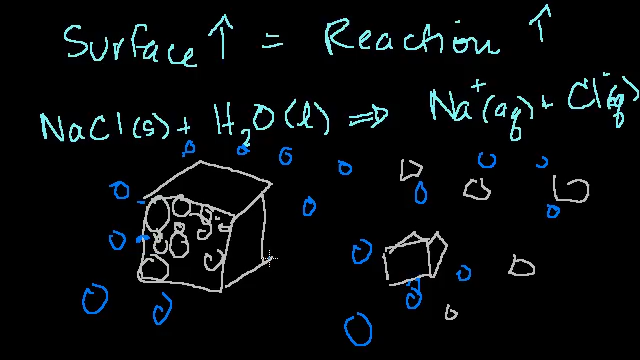 Surface ↑ = Reaction ↑
NaCl(s) + H₂O(l) ⇒ Na⁺(aq) + Cl⁻(aq)